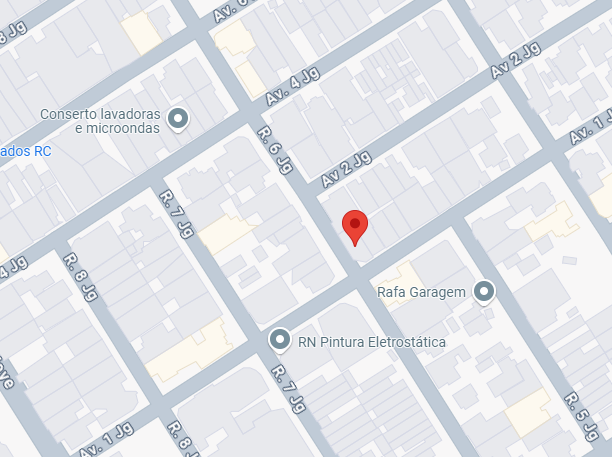 8 Jg
Av. 6
Av 2 Jg
Av. 4 Jg
Conserto lavadoras
e microondas
R. 6 Jg
Av. 1 J
ados RC
Av 2 Jg
R. 7 Jg
4 Jg
R. 8 Jg
Rafa Garagem
RN Pintura Eletrostática
R. 7 Jg
R. 5 Jg
Av. 1 Jg
R. 8 Jg